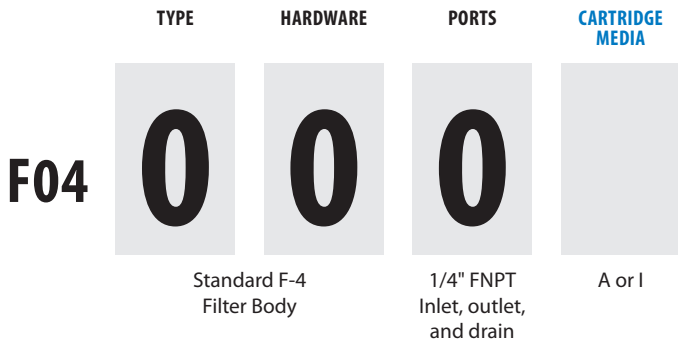 TYPE
HARDWARE
PORTS
CARTRIDGE
MEDIA
F04
0
0
0
Standard F-4
Filter Body
1/4" FNPT
Inlet, outlet,
and drain
A or I